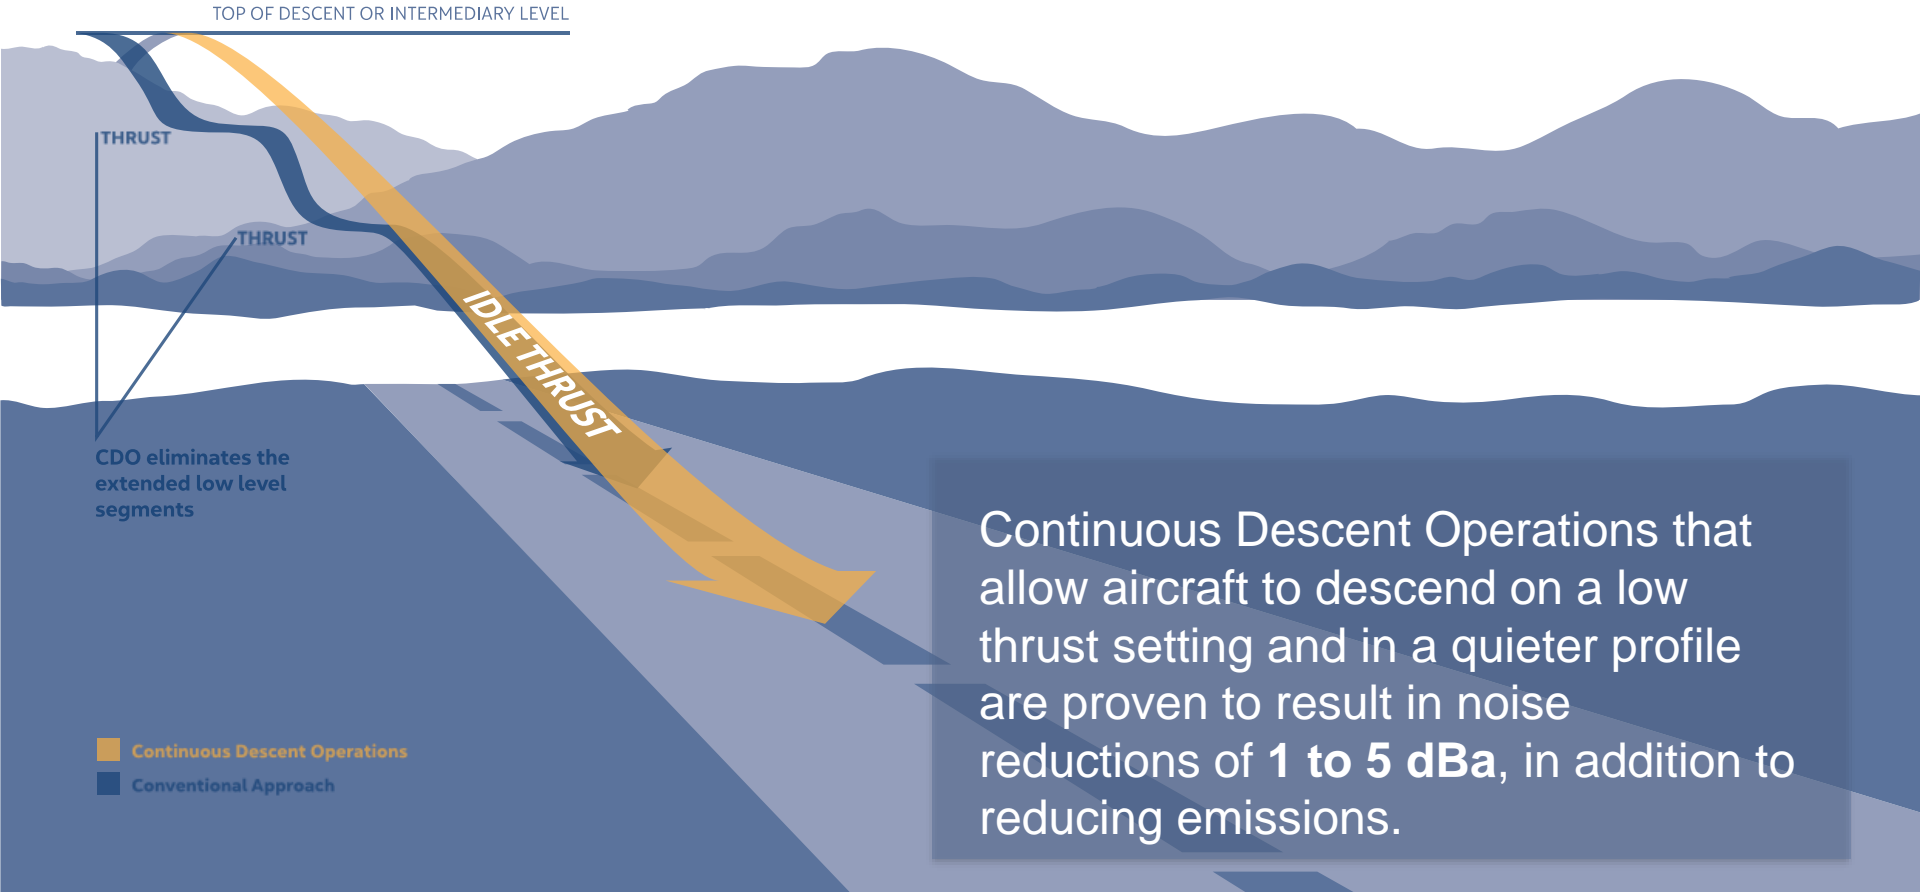 TOP OF DESCENT OR INTERMEDIARY LEVEL
THRUST
THRUST
IDLE THRUST
CDO eliminates the
extended low level
segments
Continuous Descent Operations that
allow aircraft to descend on a low
thrust setting and in a quieter profile
are proven to result in noise
reductions of 1 to 5 dBa, in addition to
reducing emissions.
Continuous Descent Operations
Conventional Approach